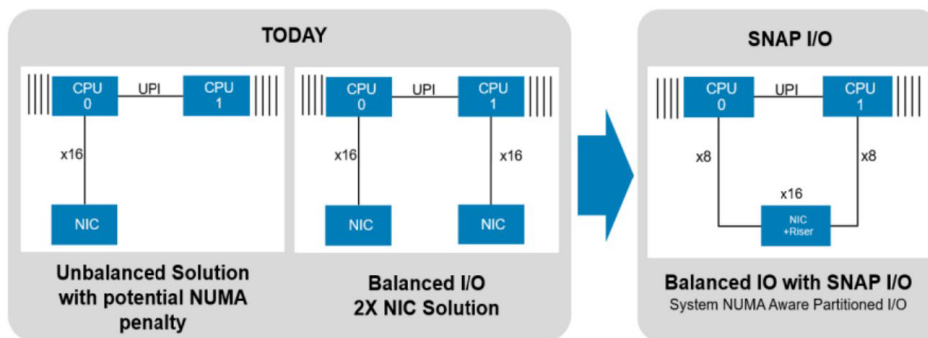 TODAY
CPU
0
UPI
CPU
1
x16
NIC
Unbalanced Solution
with potential NUMA
penalty
CPU
0
UPI
CPU
1
x16
x16
NIC
NIC
Balanced I/O
2X NIC Solution
SNAP I/O
CPU
0
UPI
CPU
1
x8
x8
x16
NIC
+Riser
Balanced IO with SNAP I/O
System NUMA Aware Partitioned I/O